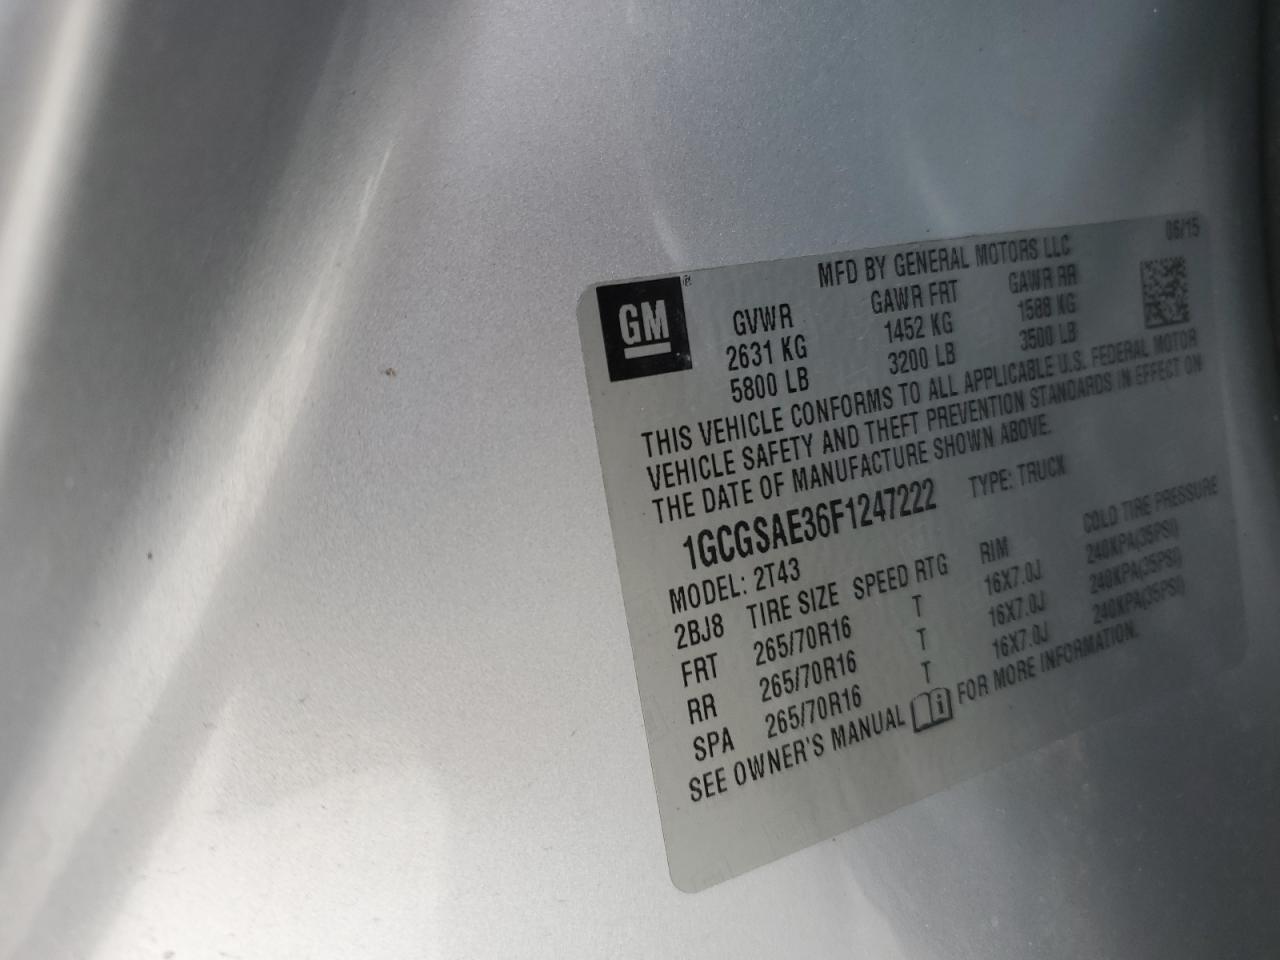 GM®
MFD BY GENERAL MOTORS LLC 06/15
GVWR GAWR FRT GAWR RR
2631 KG 1452 KG 1588 KG
5800 LB 3200 LB 3500 LB
THIS VEHICLE CONFORMS TO ALL APPLICABLE U.S. FEDERAL MOTOR
VEHICLE SAFETY AND THEFT PREVENTION STANDARDS IN EFFECT ON
THE DATE OF MANUFACTURE SHOWN ABOVE.
1GCGSAE36F1247222 TYPE: TRUCK
MODEL: 2T43
2BJ8 TIRE SIZE SPEED RTG RIM COLD TIRE PRESSURE
FRT 265/70R16 T 16X7.0J 240KPA(35PSI)
RR 265/70R16 T 16X7.0J 240KPA(35PSI)
SPA 265/70R16 T 16X7.0J 240KPA(35PSI)
SEE OWNER'S MANUAL FOR MORE INFORMATION.